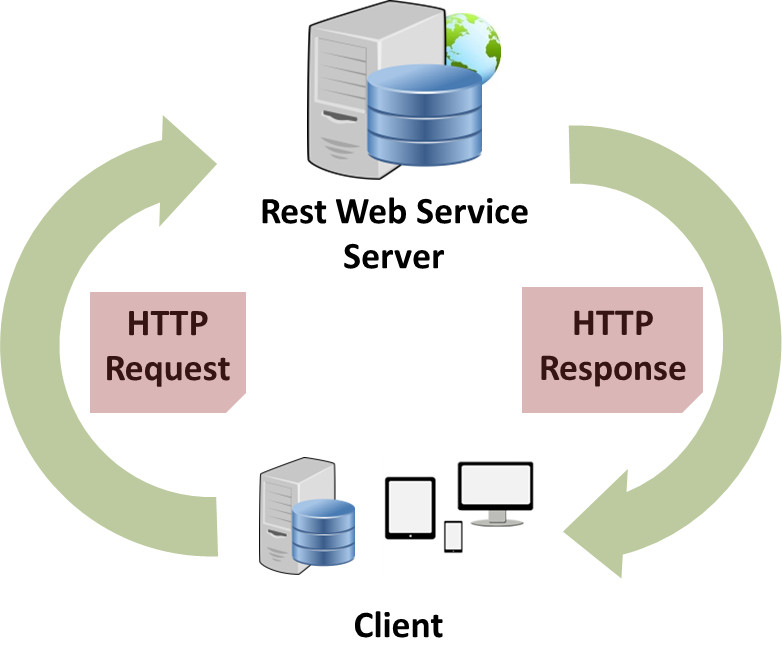 Rest Web Service
Server
HTTP
Request
HTTP
Response
Client